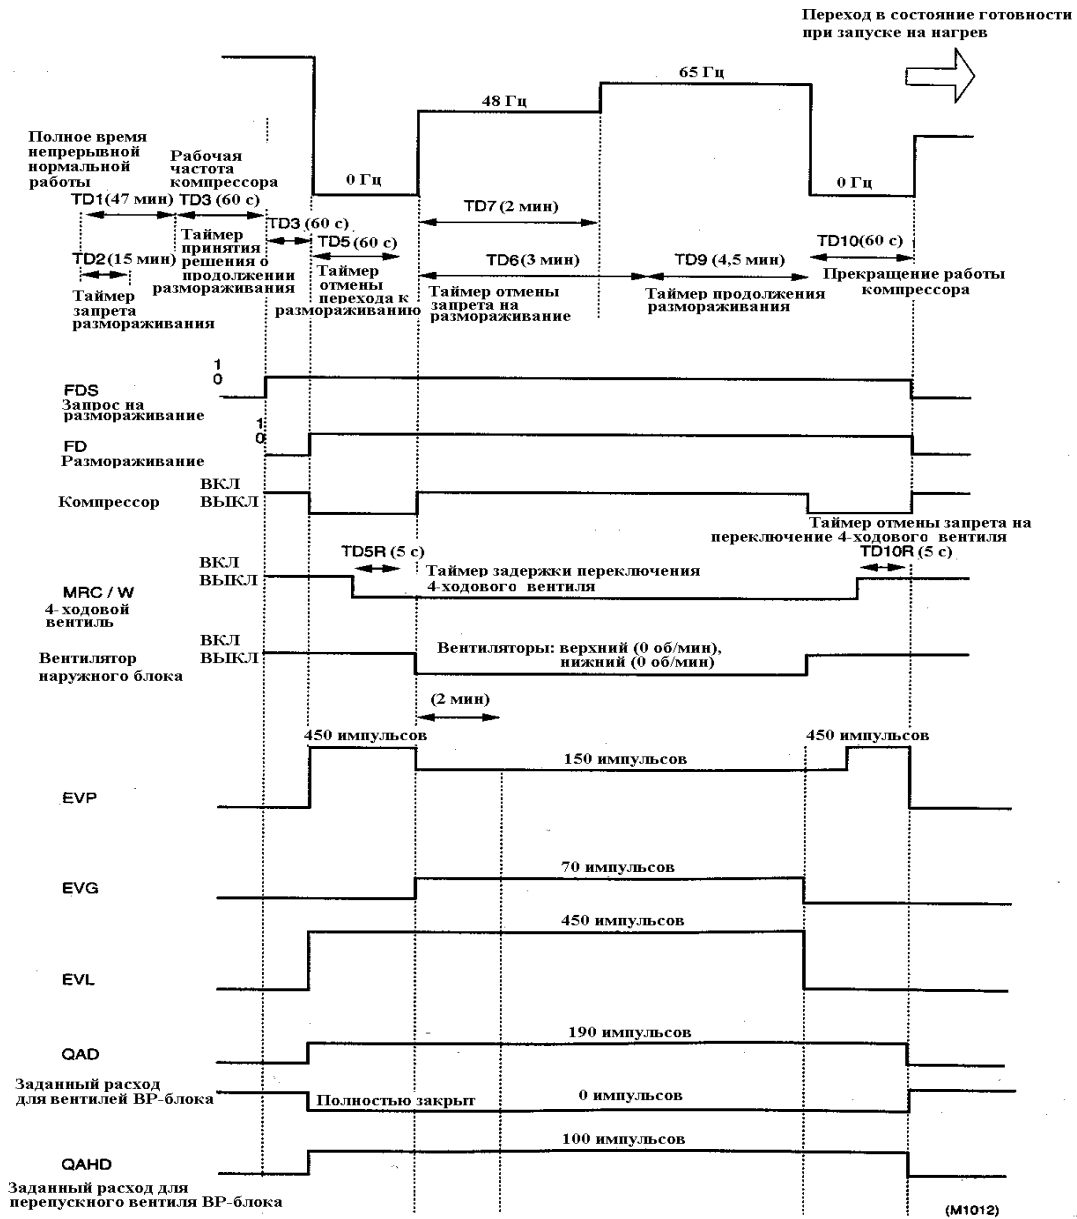 Переход в состояние готовности
при запуске на нагрев
65 Гц
48 Гц
Полное время
непрерывной
нормальной
работы
Рабочая
частота
компрессора
0 Гц
0 Гц
TD1 (47 мин)
TD3 (60 с)
TD7 (2 мин)
TD3 (60 с)
TD5 (60 с)
TD10(60 с)
Таймер
принятия
решения о
продолжении
размораживания
TD2 (15 мин)
TD6(3 мин)
TD9 (4,5 мин)
Таймер
запрета
размораживания
Таймер
отмены
перехода к
размораживанию
Таймер отмены
запрета на
размораживание
Таймер продолжения
размораживания
Прекращение работы
компрессора
1
0
FDS
Запрос на
размораживание
1
0
FD
Размораживание
Компрессор
ВКЛ
ВЫКЛ
Таймер отмены запрета на
переключение 4-ходового вентиля
TD5R (5 с)
TD10R (5 с)
ВКЛ
ВЫКЛ
Таймер задержки переключения
4-ходового вентиля
MRC / W
4-ходовой
вентиль
ВКЛ
ВЫКЛ
Вентилятор
наружного блока
Вентиляторы: верхний (0 об/мин),
нижний (0 об/мин)
(2 мин)
450 импульсов
450 импульсов
150 импульсов
EVP
70 импульсов
EVG
450 импульсов
EVL
190 импульсов
QAD
Заданный расход
для вентилей ВР-блока
Полностью закрыт
0 импульсов
100 импульсов
QAHD
Заданный расход для
перепускного вентиля ВР-блока
(M1012)